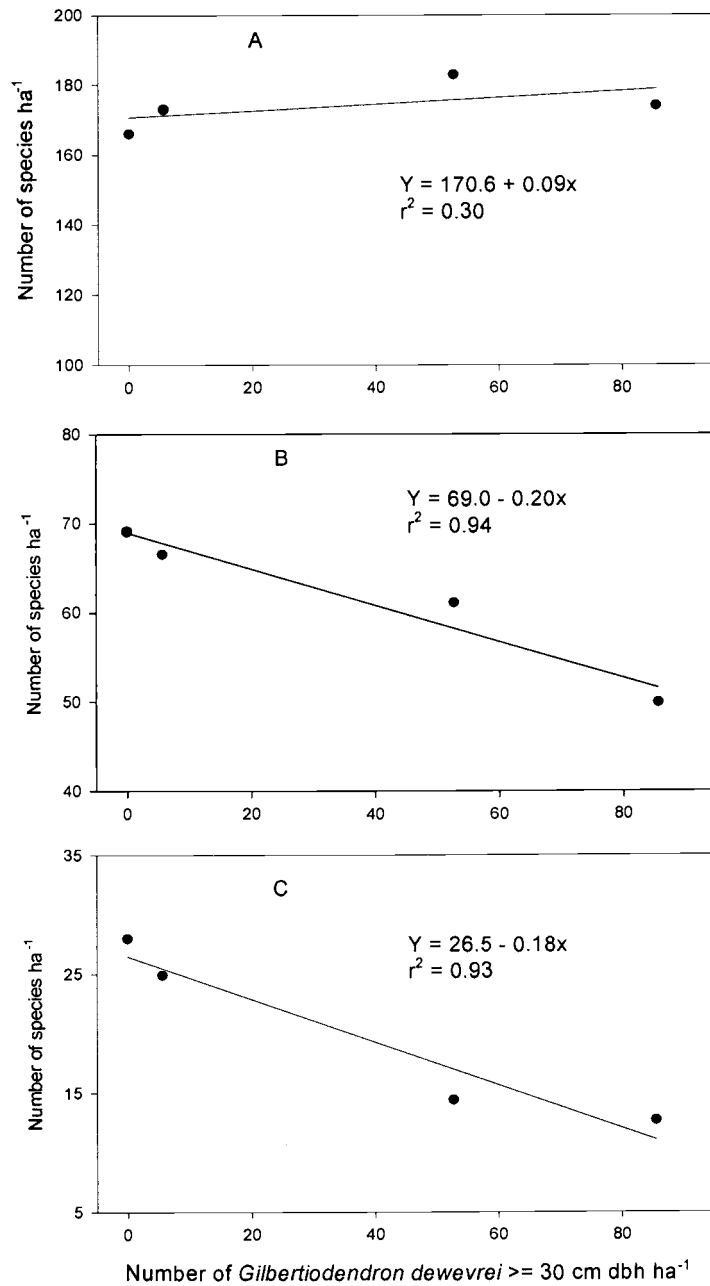 200
A
180
160
140
120
100
Number of species ha⁻¹
Y = 170.6 + 0.09x
r² = 0.30
0 20 40 60 80
80
B
70
60
50
40
Number of species ha⁻¹
Y = 69.0 - 0.20x
r² = 0.94
0 20 40 60 80
35
C
25
15
5
Number of species ha⁻¹
Y = 26.5 - 0.18x
r² = 0.93
0 20 40 60 80
Number of Gilbertiodendron dewevrei >= 30 cm dbh ha⁻¹